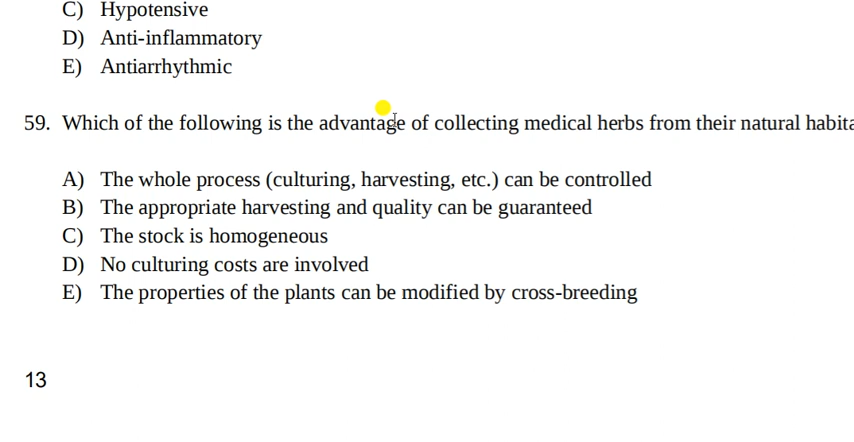 C) Hypotensive
D) Anti-inflammatory
E) Antiarrhythmic
59. Which of the following is the advantage of collecting medical herbs from their natural habita
A) The whole process (culturing, harvesting, etc.) can be controlled
B) The appropriate harvesting and quality can be guaranteed
C) The stock is homogeneous
D) No culturing costs are involved
E) The properties of the plants can be modified by cross-breeding
13